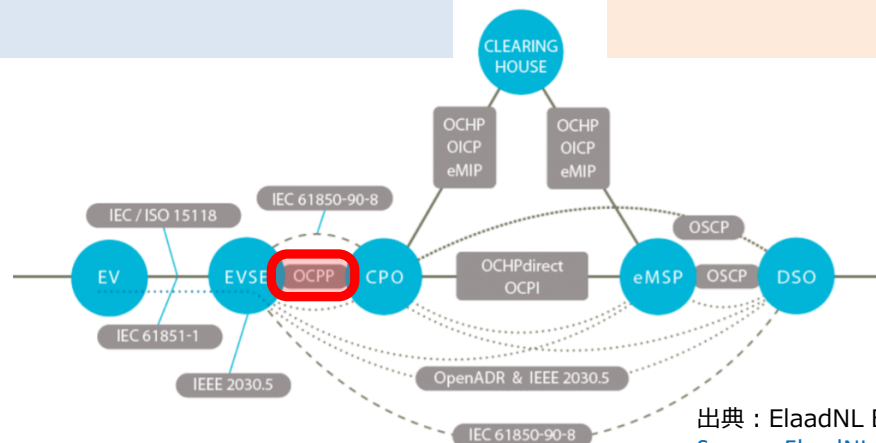 CLEARING
HOUSE
OCHP
OICP
eMIP
OCHP
OICP
eMIP
IEC 61850-90-8
IEC / ISO 15118
OSCP
EV
EVSE
OCPP
CPO
OCHPdirect
OCPI
eMSP
OSCP
DSO
IEC 61851-1
IEEE 2030.5
OpenADR & IEEE 2030.5
IEC 61850-90-8
出典：ElaadNL